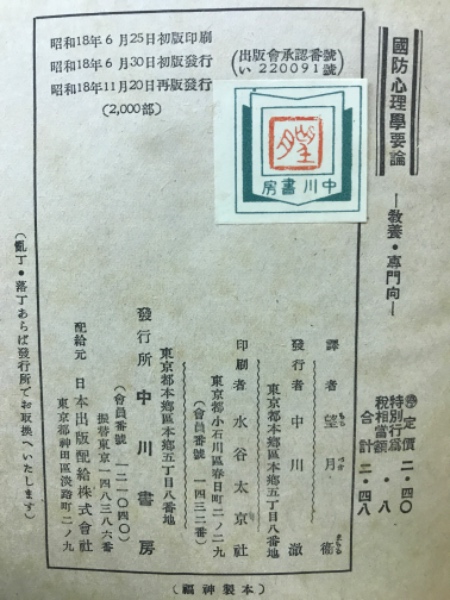 國防心理學要論
―敎養・專門向―
定價 二・四〇
特別行爲稅相當額 ・八
合計 二・四八
昭和18年6月25日初版印刷
昭和18年6月30日初版發行
昭和18年11月20日再版發行
(2,000部)
(出版會承認番號 い220091號)
中川書房
譯者 望月 衞
發行者 中川 澈
東京都本鄕區本鄕五丁目八番地
印刷者 水谷太京社
東京都小石川區春日町二ノ二九
(會員番號 一四三二番)
東京都本鄕區本鄕五丁目八番地
發行所 中川書房
(會員番號 一二一〇四〇)
振替東京一四八三八六番
配給元 日本出版配給株式會社
東京都神田區淡路町二ノ九
(亂丁・落丁あらば發行所でお取換へいたします)
(本製神福)